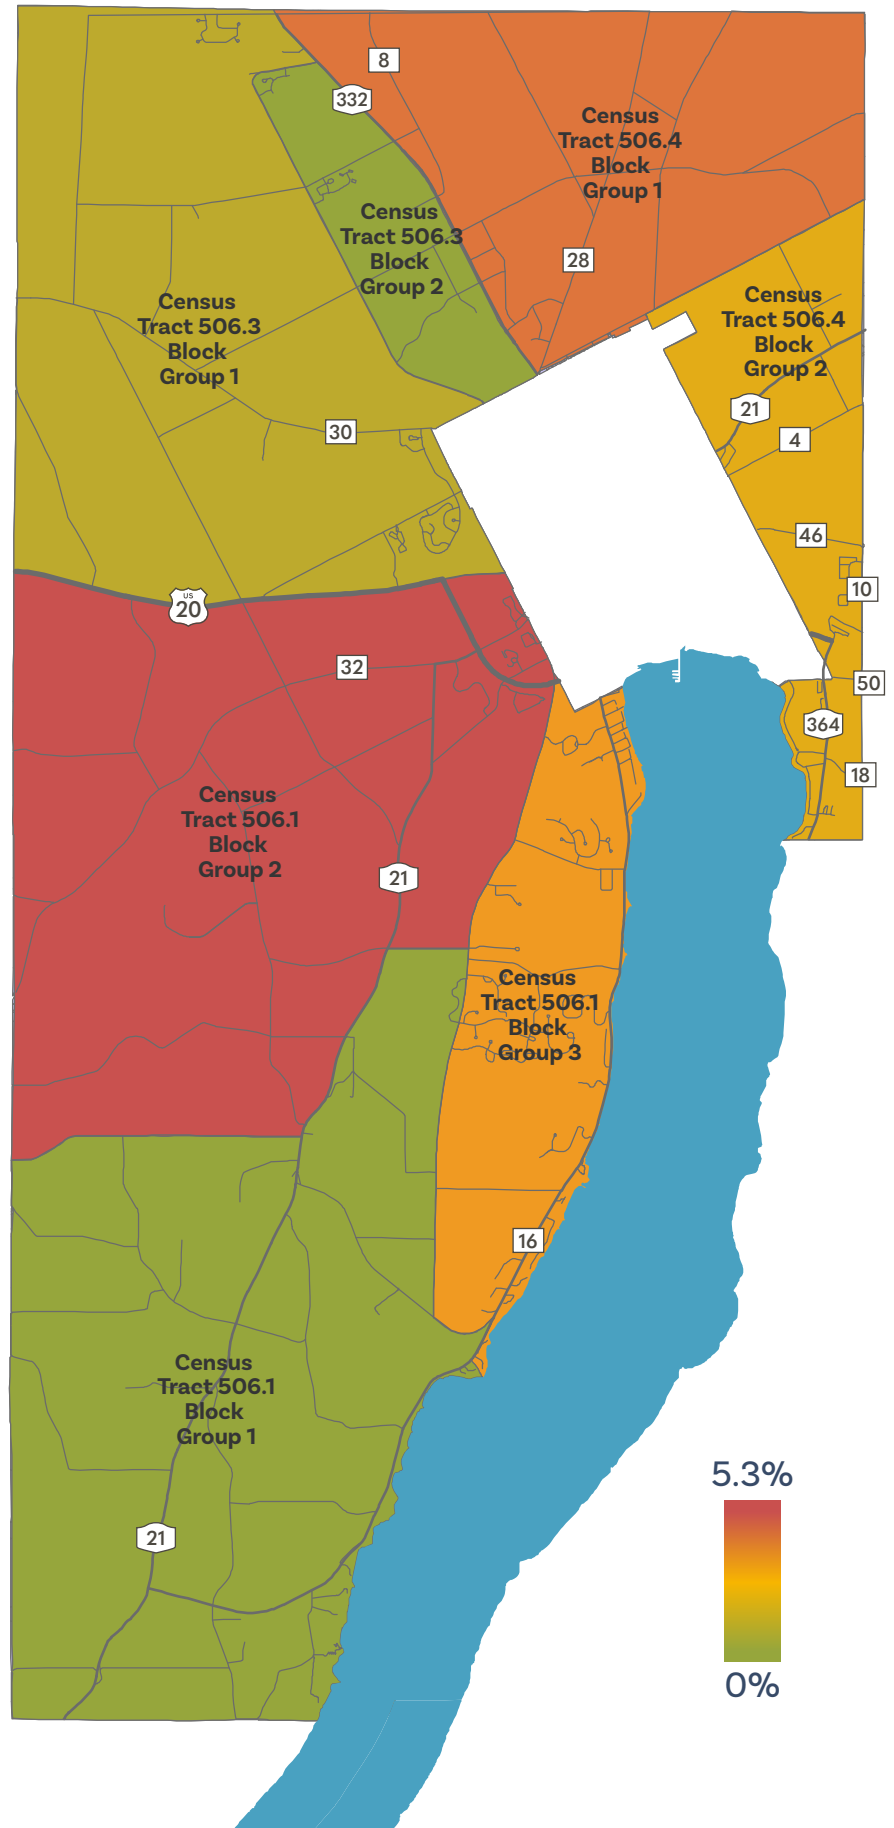 8
332
Census
Tract 506.4
Block
Group 1
Census
Tract 506.3
Block
Group 2
28
Census
Tract 506.3
Block
Group 1
Census
Tract 506.4
Block
Group 2
21
30
4
46
10
US
20
32
50
364
18
Census
Tract 506.1
Block
Group 2
21
Census
Tract 506.1
Block
Group 3
16
Census
Tract 506.1
Block
Group 1
5.3%
21
0%